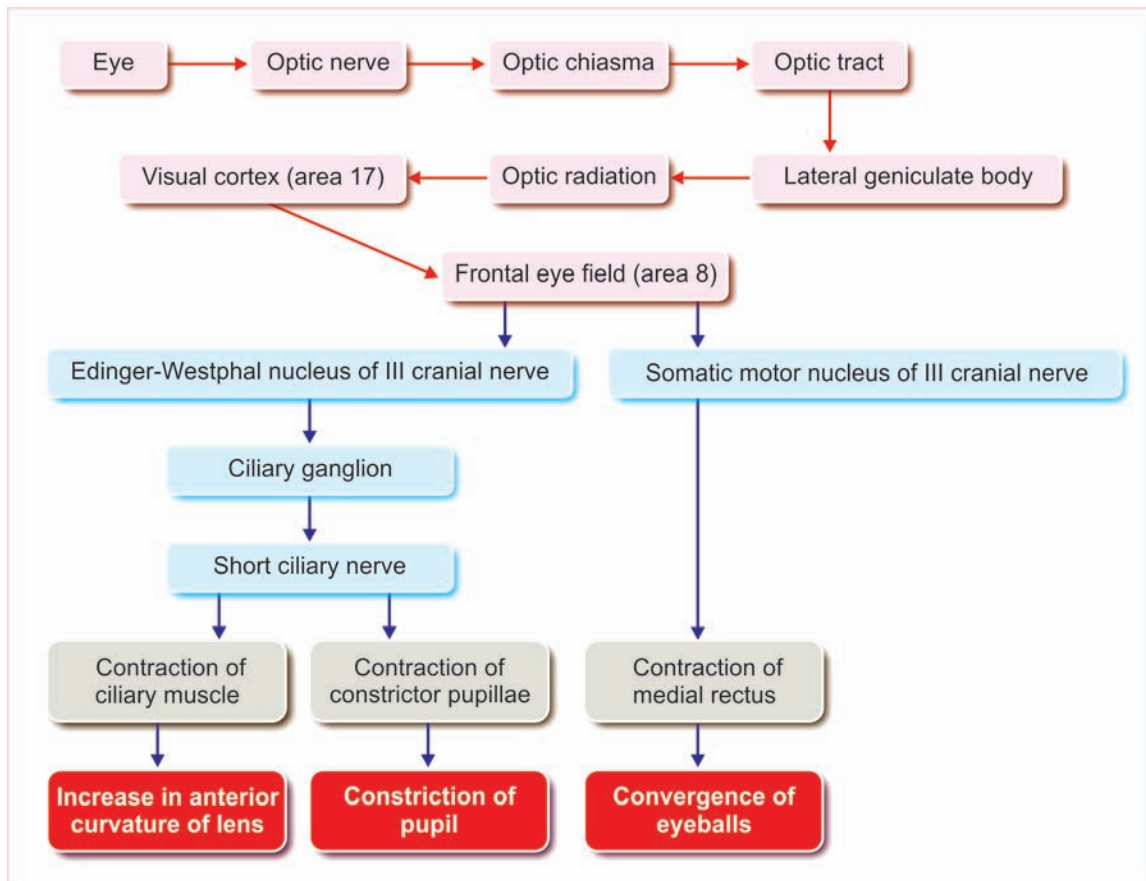 Eye
Optic nerve
Optic chiasma
Optic tract
Lateral geniculate body
Optic radiation
Visual cortex (area 17)
Frontal eye field (area 8)
Edinger-Westphal nucleus of III cranial nerve
Somatic motor nucleus of III cranial nerve
Ciliary ganglion
Short ciliary nerve
Contraction of
ciliary muscle
Contraction of
constrictor pupillae
Contraction of
medial rectus
Increase in anterior
curvature of lens
Constriction of
pupil
Convergence of
eyeballs